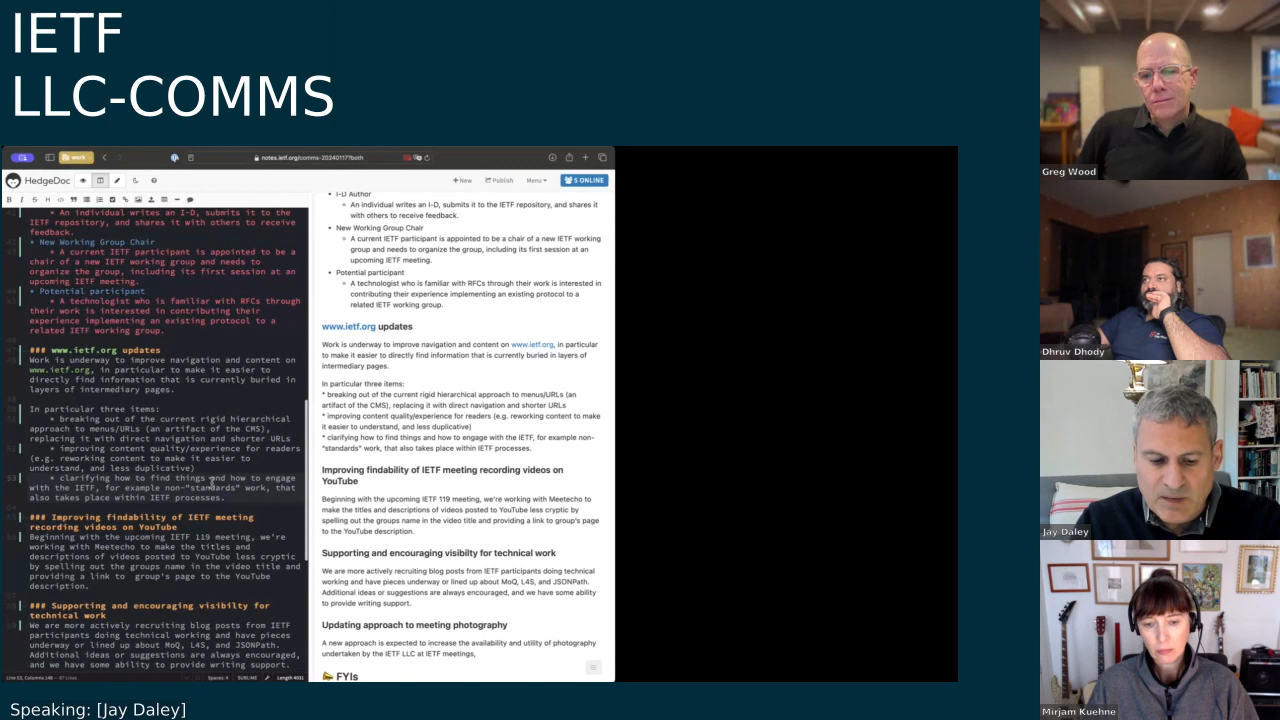 IETF
LLC-COMMS
work
notes.ietf.org/comms-20240117?both
HedgeDoc
New
Publish
Menu
5 ONLINE
* An individual writes an I-D, submits it to the
IETF repository, and shares it with others to receive
feedback.
* New Working Group Chair
* A current IETF participant is appointed to be a
chair of a new IETF working group and needs to
organize the group, including its first session at an
upcoming IETF meeting.
* Potential participant
* A technologist who is familiar with RFCs through
their work is interested in contributing their
experience implementing an existing protocol to a
related IETF working group.
### www.ietf.org updates
Work is underway to improve navigation and content on
www.ietf.org, in particular to make it easier to
directly find information that is currently buried in
layers of intermediary pages.
In particular three items:
* breaking out of the current rigid hierarchical
approach to menus/URLs (an artifact of the CMS),
replacing it with direct navigation and shorter URLs
* improving content quality/experience for readers
(e.g. reworking content to make it easier to
understand, and less duplicative)
* clarifying how to find things and how to engage
with the IETF, for example non-"standards" work, that
also takes place within IETF processes.
### Improving findability of IETF meeting
recording videos on YouTube
Beginning with the upcoming IETF 119 meeting, we're
working with Meetecho to make the titles and
descriptions of videos posted to YouTube less cryptic
by spelling out the groups name in the video title and
providing a link to group's page to the YouTube
description.
### Supporting and encouraging visibilty for
technical work
We are more actively recruiting blog posts from IETF
participants doing technical working and have pieces
underway or lined up about MoQ, L4S, and JSONPath.
Additional ideas or suggestions are always encouraged,
and we have some ability to provide writing support.
Line 53, Columns 148 — 87 Lines
Spaces: 4
SUBLIME
Length 4031
I-D Author
An individual writes an I-D, submits it to the IETF repository, and shares it
with others to receive feedback.
New Working Group Chair
A current IETF participant is appointed to be a chair of a new IETF working
group and needs to organize the group, including its first session at an
upcoming IETF meeting.
Potential participant
A technologist who is familiar with RFCs through their work is interested in
contributing their experience implementing an existing protocol to a
related IETF working group.
www.ietf.org updates
Work is underway to improve navigation and content on www.ietf.org, in particular
to make it easier to directly find information that is currently buried in layers of
intermediary pages.
In particular three items:
* breaking out of the current rigid hierarchical approach to menus/URLs (an
artifact of the CMS), replacing it with direct navigation and shorter URLs
* improving content quality/experience for readers (e.g. reworking content to make
it easier to understand, and less duplicative)
* clarifying how to find things and how to engage with the IETF, for example non-
"standards" work, that also takes place within IETF processes.
Improving findability of IETF meeting recording videos on
YouTube
Beginning with the upcoming IETF 119 meeting, we're working with Meetecho to
make the titles and descriptions of videos posted to YouTube less cryptic by
spelling out the groups name in the video title and providing a link to group's page
to the YouTube description.
Supporting and encouraging visibilty for technical work
We are more actively recruiting blog posts from IETF participants doing technical
working and have pieces underway or lined up about MoQ, L4S, and JSONPath.
Additional ideas or suggestions are always encouraged, and we have some ability
to provide writing support.
Updating approach to meeting photography
A new approach is expected to increase the availability and utility of photography
undertaken by the IETF LLC at IETF meetings,
FYIs
Greg Wood
Dhruv Dhody
Jay Daley
Mirjam Kuehne
Speaking: [Jay Daley]